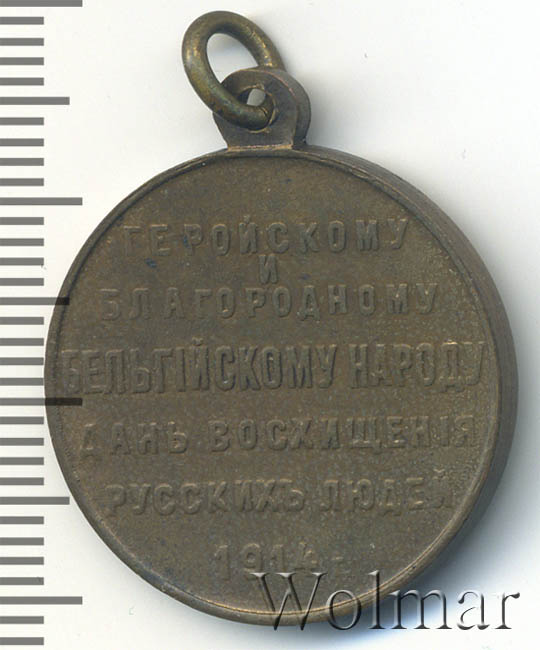 ГЕРОЙСКОМУ
И
БЛАГОРОДНОМУ
БЕЛЬГІЙСКОМУ НАРОДУ
ДАНЬ ВОСХИЩЕНІЯ
РУССКИХЪ ЛЮДЕЙ
1914 г.
Wolmar